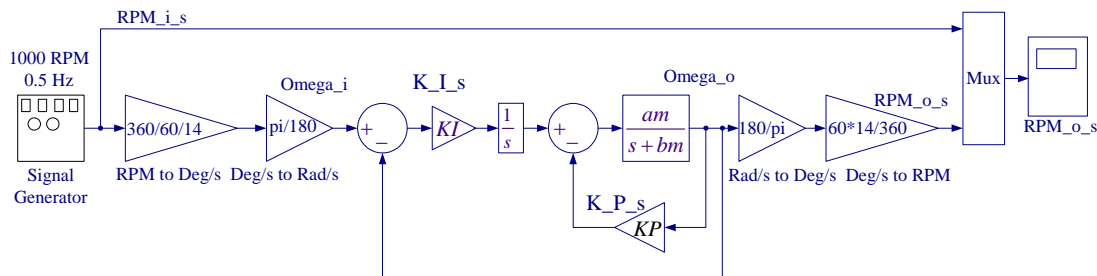 RPM_i_s
1000 RPM
0.5 Hz
Signal
Generator
360/60/14
RPM to Deg/s
Omega_i
pi/180
Deg/s to Rad/s
+
−
K_I_s
KI
1
s
+
−
am
s+bm
K_P_s
KP
Omega_o
180/pi
Rad/s to Deg/s
RPM_o_s
60*14/360
Deg/s to RPM
Mux
RPM_o_s